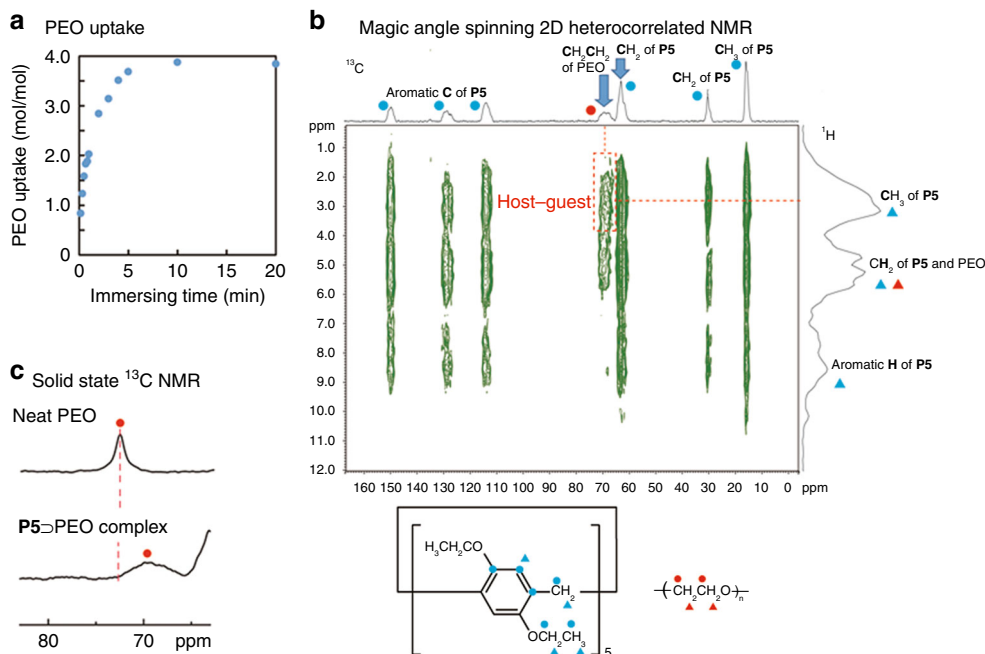 a PEO uptake
4.0
3.0
2.0
1.0
0
PEO uptake (mol/mol)
0 5 10 15 20
Immersing time (min)
b Magic angle spinning 2D heterocorrelated NMR
¹³C
Aromatic C of P5
CH₂CH₂
of PEO
CH₂ of P5
CH₂ of P5
CH₃ of P5
ppm
1.0
2.0
3.0
4.0
5.0
6.0
7.0
8.0
9.0
10.0
11.0
12.0
Host–guest
¹H
CH₃ of P5
CH₂ of P5 and PEO
Aromatic H of P5
160 150 140 130 120 110 100 90 80 70 60 50 40 30 20 10 0 ppm
c Solid state ¹³C NMR
Neat PEO
P5⊃PEO complex
80 70 ppm
H₃CH₂CO
CH₂
OCH₂CH₃
5
(CH₂CH₂O)n